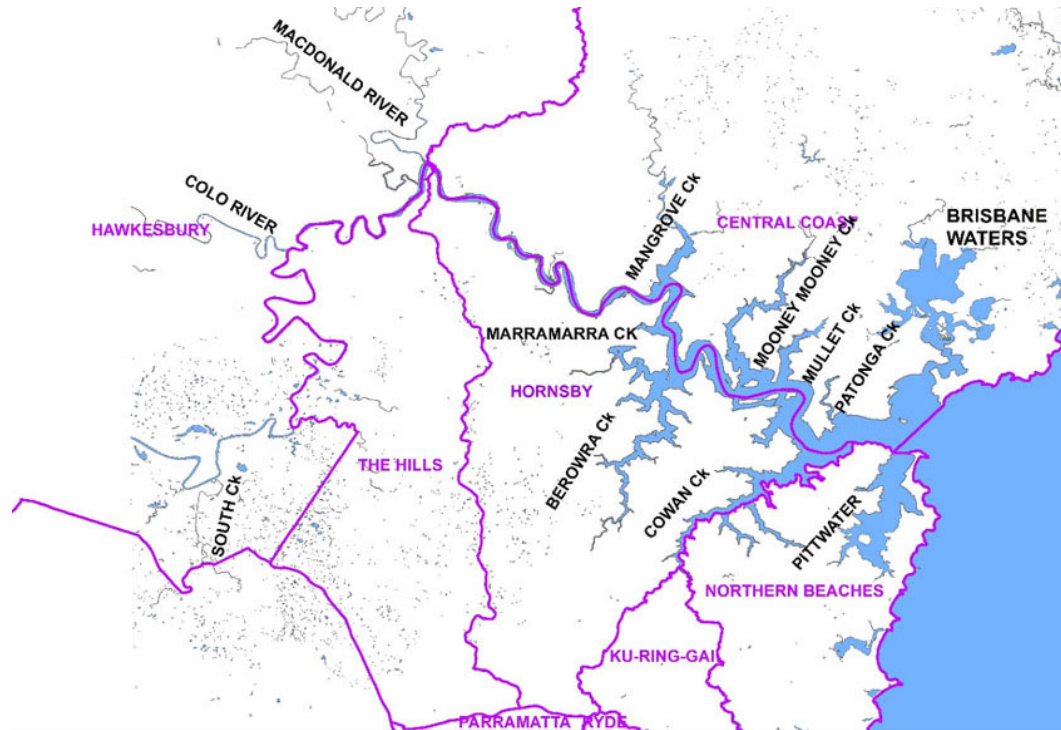 MACDONALD RIVER
COLO RIVER
HAWKESBURY
MANGROVE CK
CENTRAL COAST
BRISBANE
WATERS
MOONEY MOONEY CK
MULLET CK
PATONGA CK
MARRAMARRA CK
HORNSBY
THE HILLS
BEROWRA CK
COWAN CK
SOUTH CK
PITTWATER
NORTHERN BEACHES
KU-RING-GAI
PARRAMATTA RYDE